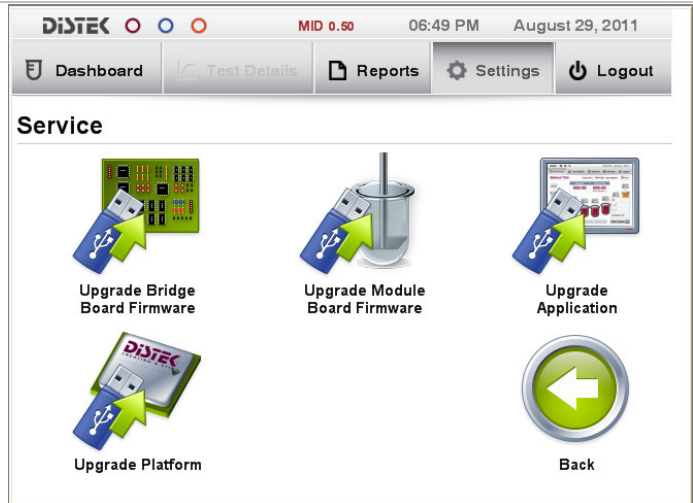 DiSTEK MID 0.50 06:49 PM August 29, 2011
Dashboard Test Details Reports Settings Logout
Service
Upgrade Bridge
Board Firmware
Upgrade Module
Board Firmware
Upgrade
Application
DiSTEK
Upgrade Platform
Back